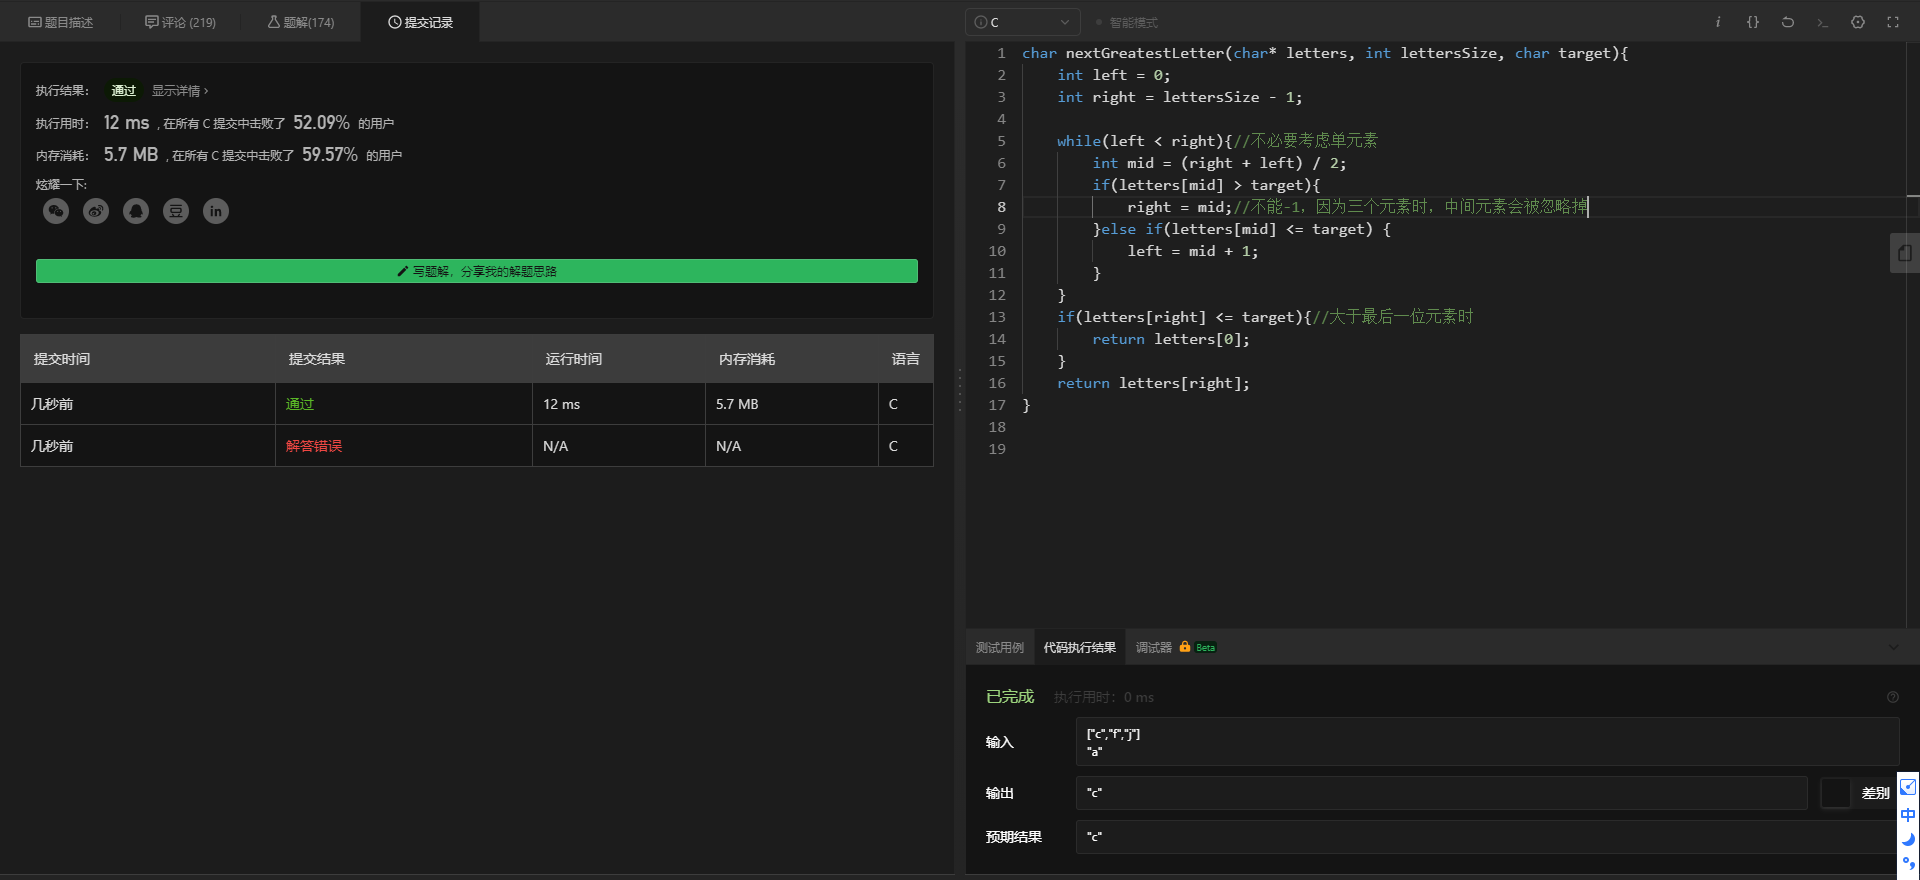 题目描述
评论 (219)
题解(174)
提交记录
执行结果： 通过 显示详情 ›
执行用时： 12 ms , 在所有 C 提交中击败了 52.09% 的用户
内存消耗： 5.7 MB , 在所有 C 提交中击败了 59.57% 的用户
炫耀一下:
写题解，分享我的解题思路
提交时间 提交结果 运行时间 内存消耗 语言
几秒前 通过 12 ms 5.7 MB C
几秒前 解答错误 N/A N/A C
C
智能模式
1 char nextGreatestLetter(char* letters, int lettersSize, char target){
2 int left = 0;
3 int right = lettersSize - 1;
4
5 while(left < right){//不必要考虑单元素
6 int mid = (right + left) / 2;
7 if(letters[mid] > target){
8 right = mid;//不能-1，因为三个元素时，中间元素会被忽略掉
9 }else if(letters[mid] <= target) {
10 left = mid + 1;
11 }
12 }
13 if(letters[right] <= target){//大于最后一位元素时
14 return letters[0];
15 }
16 return letters[right];
17 }
18
19
测试用例
代码执行结果
调试器 Beta
已完成 执行用时：0 ms
输入
["c","f","j"]
"a"
输出 "c" 差别
预期结果 "c"
中